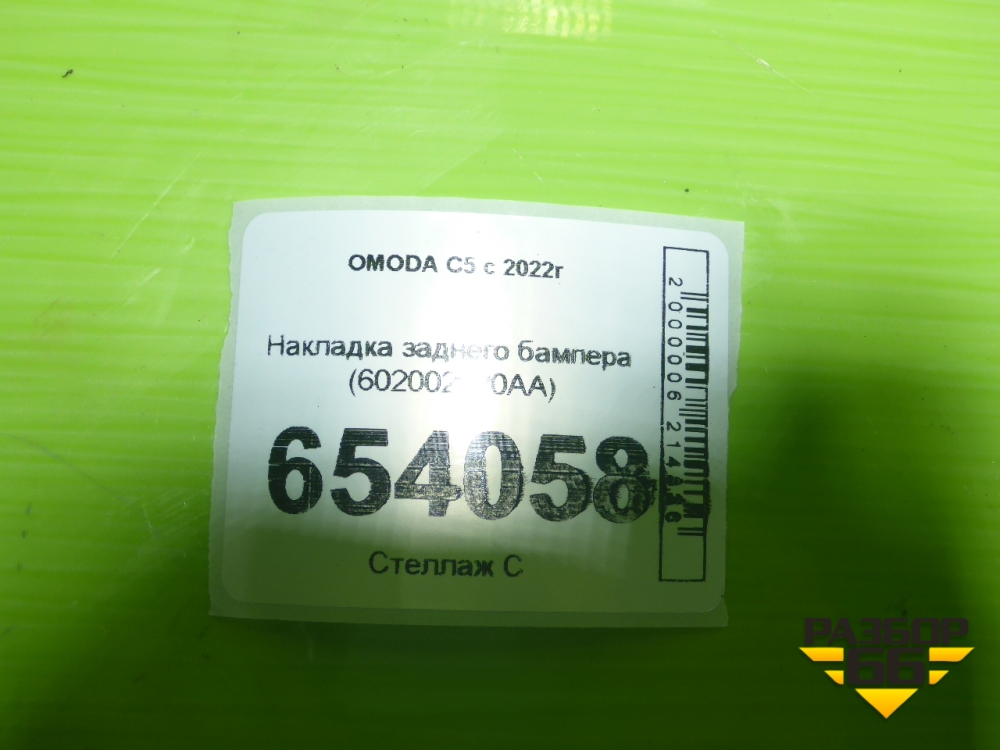 OMODA C5 с 2022г
Накладка заднего бампера
654058
Стеллаж С
РАЗБОР
66